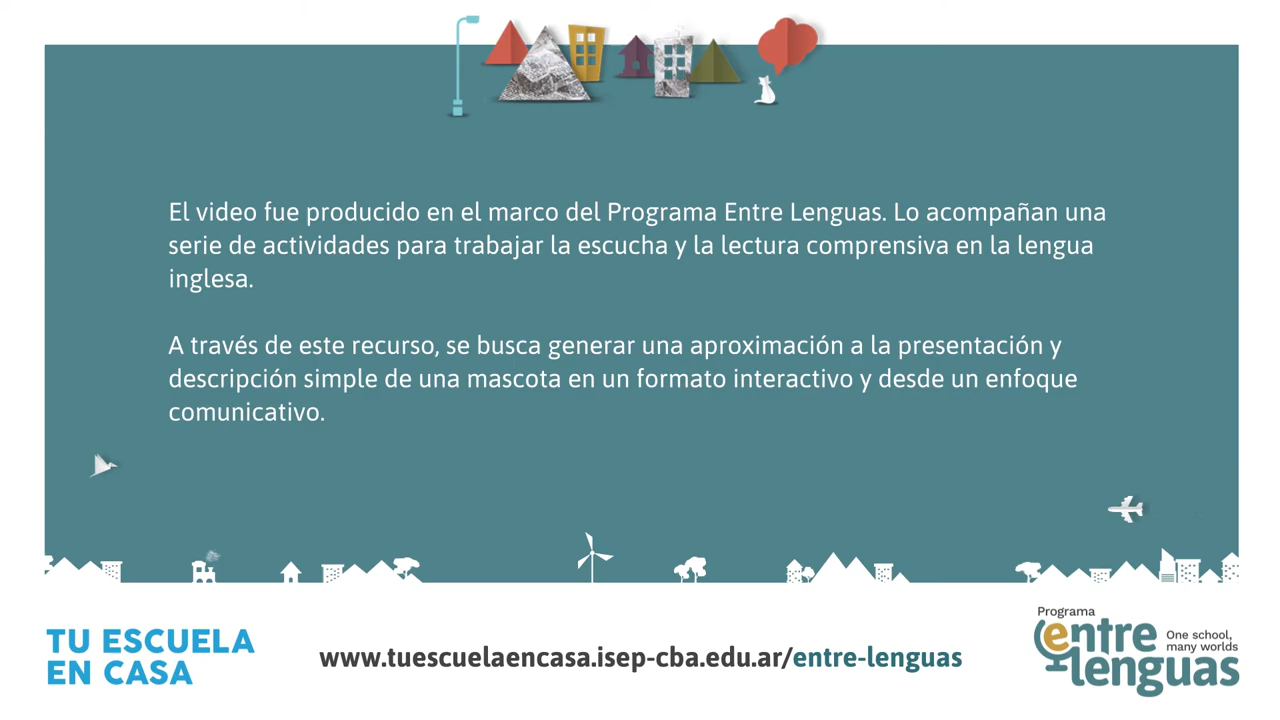 El video fue producido en el marco del Programa Entre Lenguas. Lo acompañan una
serie de actividades para trabajar la escucha y la lectura comprensiva en la lengua
inglesa.
A través de este recurso, se busca generar una aproximación a la presentación y
descripción simple de una mascota en un formato interactivo y desde un enfoque
comunicativo.
TU ESCUELA
EN CASA
www.tuescuelaencasa.isep-cba.edu.ar/entre-lenguas
Programa
entre
lenguas
One school,
many worlds